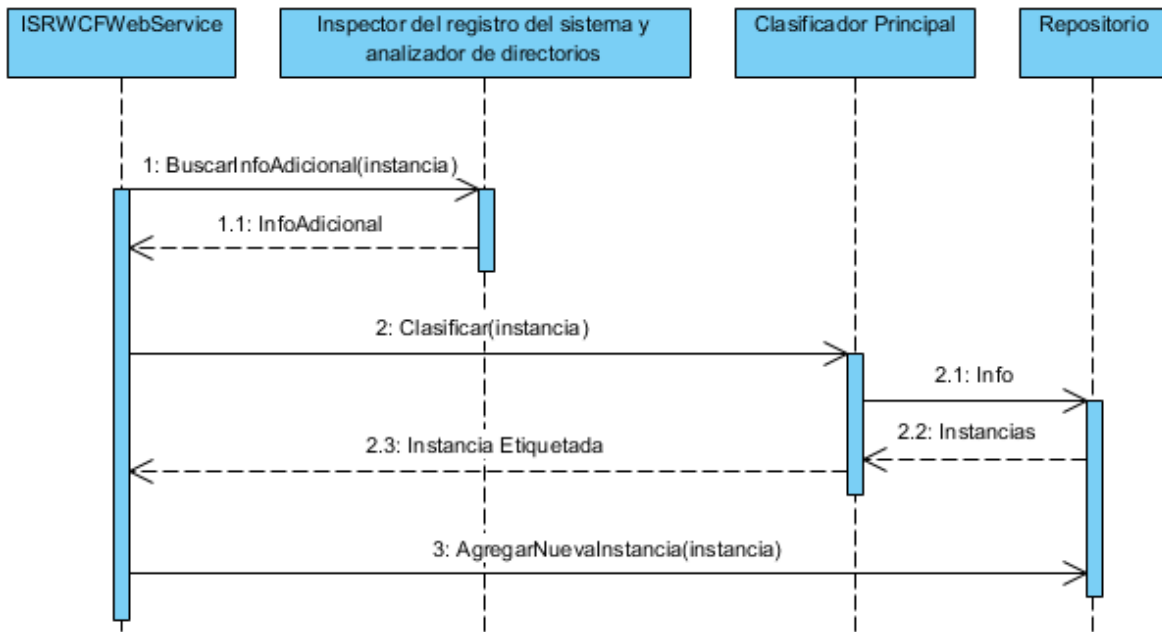 ISRWCFWebService
Inspector del registro del sistema y
analizador de directorios
Clasificador Principal
Repositorio
1: BuscarInfoAdicional(instancia)
1.1: InfoAdicional
2: Clasificar(instancia)
2.1: Info
2.2: Instancias
2.3: Instancia Etiquetada
3: AgregarNuevaInstancia(instancia)